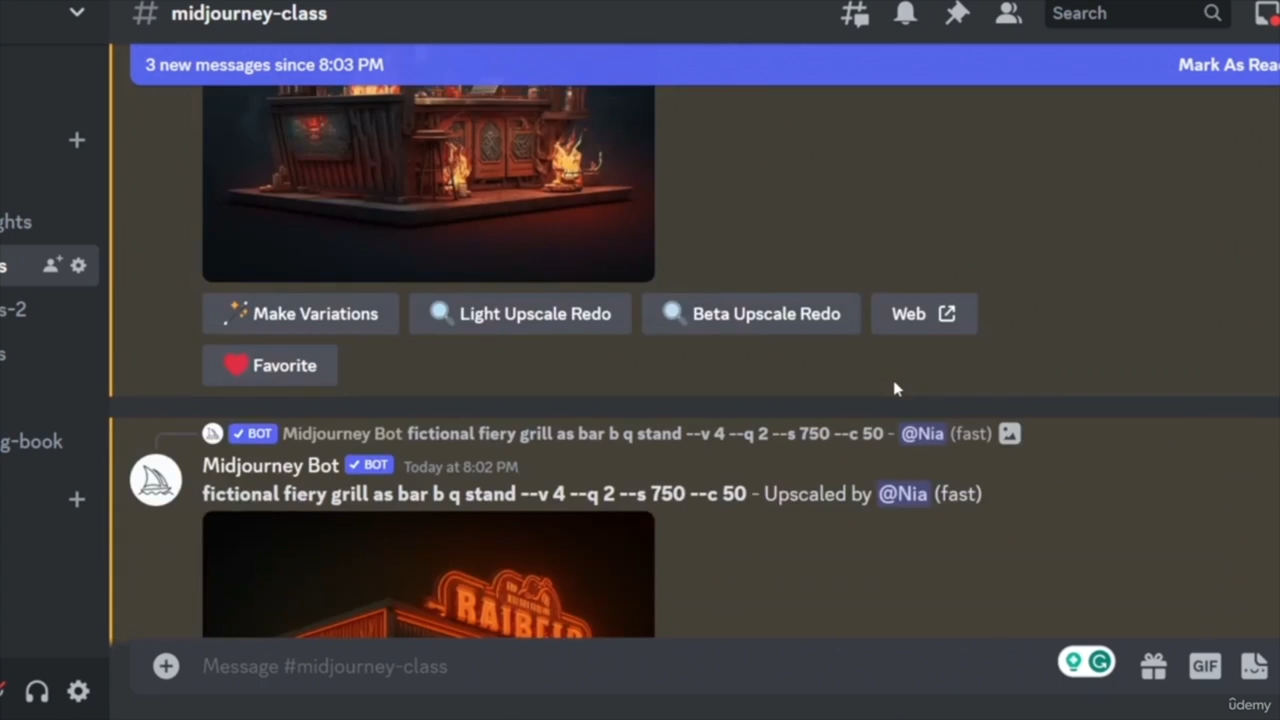 midjourney-class
Search
3 new messages since 8:03 PM
Mark As Rea
ghts
s
s-2
s
g-book
Make Variations
Light Upscale Redo
Beta Upscale Redo
Web
Favorite
BOT Midjourney Bot fictional fiery grill as bar b q stand --v 4 --q 2 --s 750 --c 50 - @Nia (fast)
Midjourney Bot BOT Today at 8:02 PM
fictional fiery grill as bar b q stand --v 4 --q 2 --s 750 --c 50 - Upscaled by @Nia (fast)
Message #midjourney-class
GIF
udemy